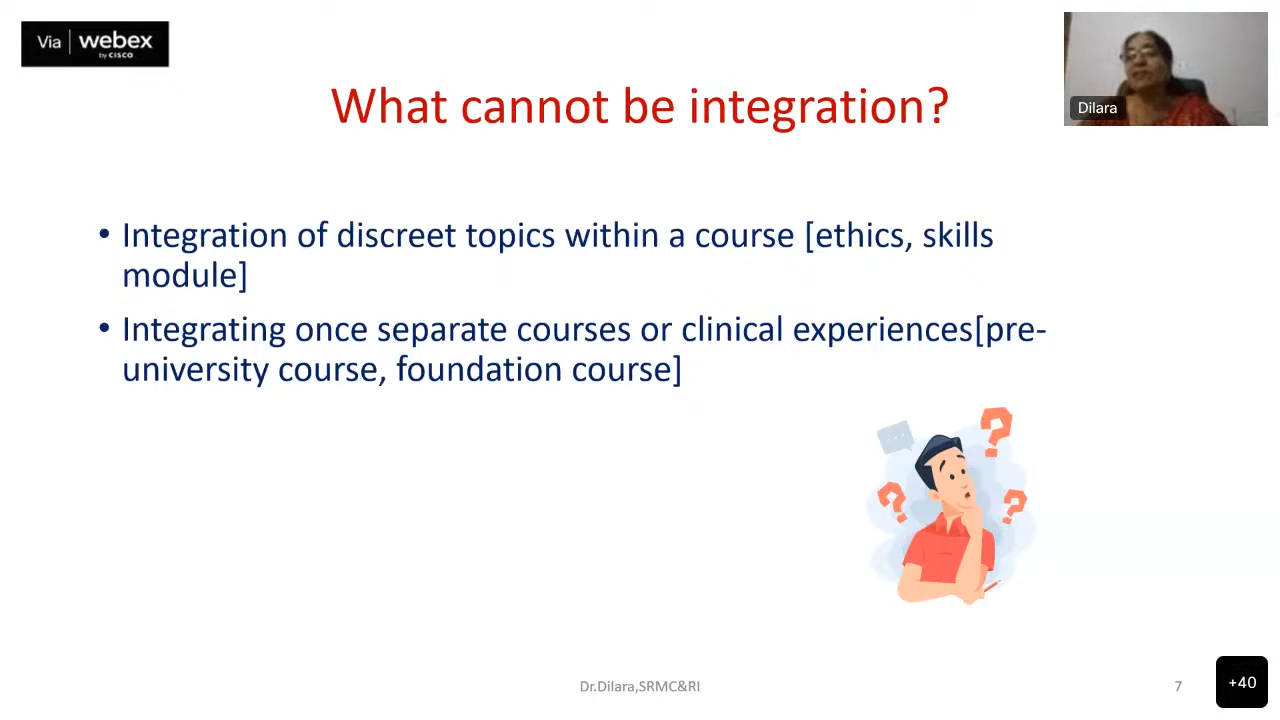 Via webex
by CISCO
Dilara
What cannot be integration?
• Integration of discreet topics within a course [ethics, skills
module]
• Integrating once separate courses or clinical experiences[pre-
university course, foundation course]
Dr.Dilara,SRMC&RI
7
+40